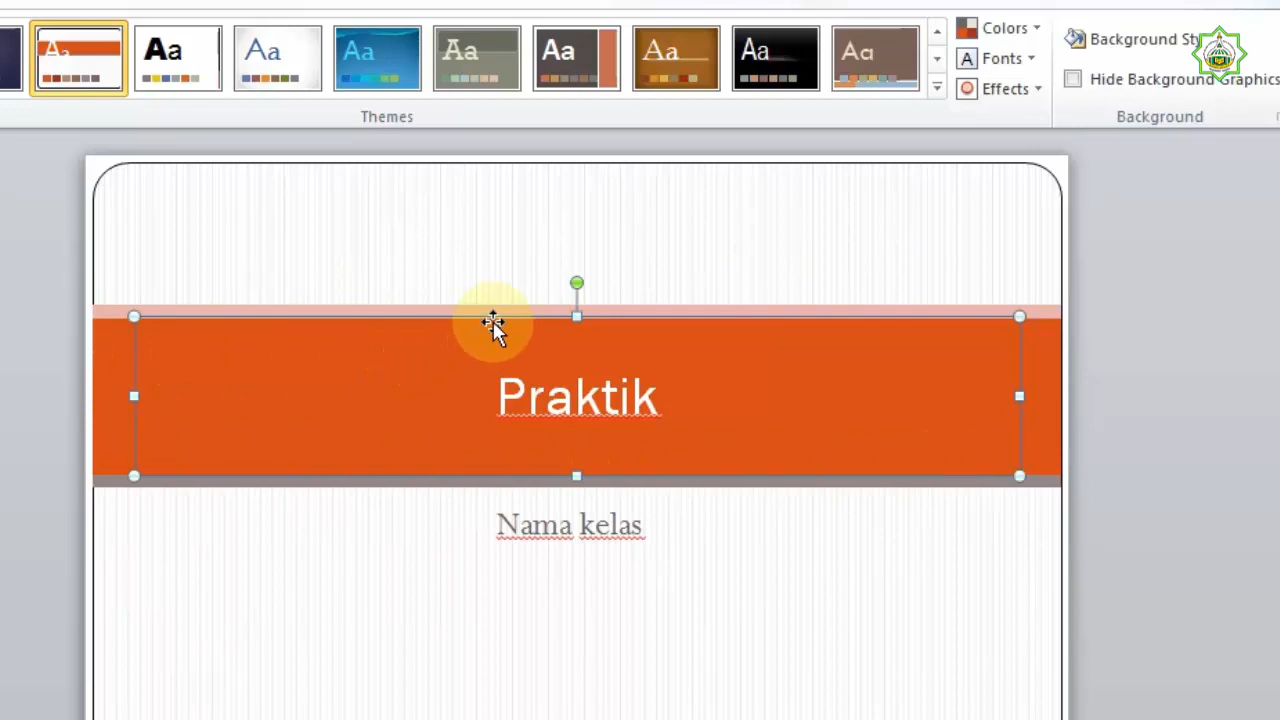 Aa Aa Aa Aa Aa Aa Aa Aa Aa
Colors
Fonts
Effects
Background
Hide Background Graphics
Themes
Background
Praktik
Nama kelas